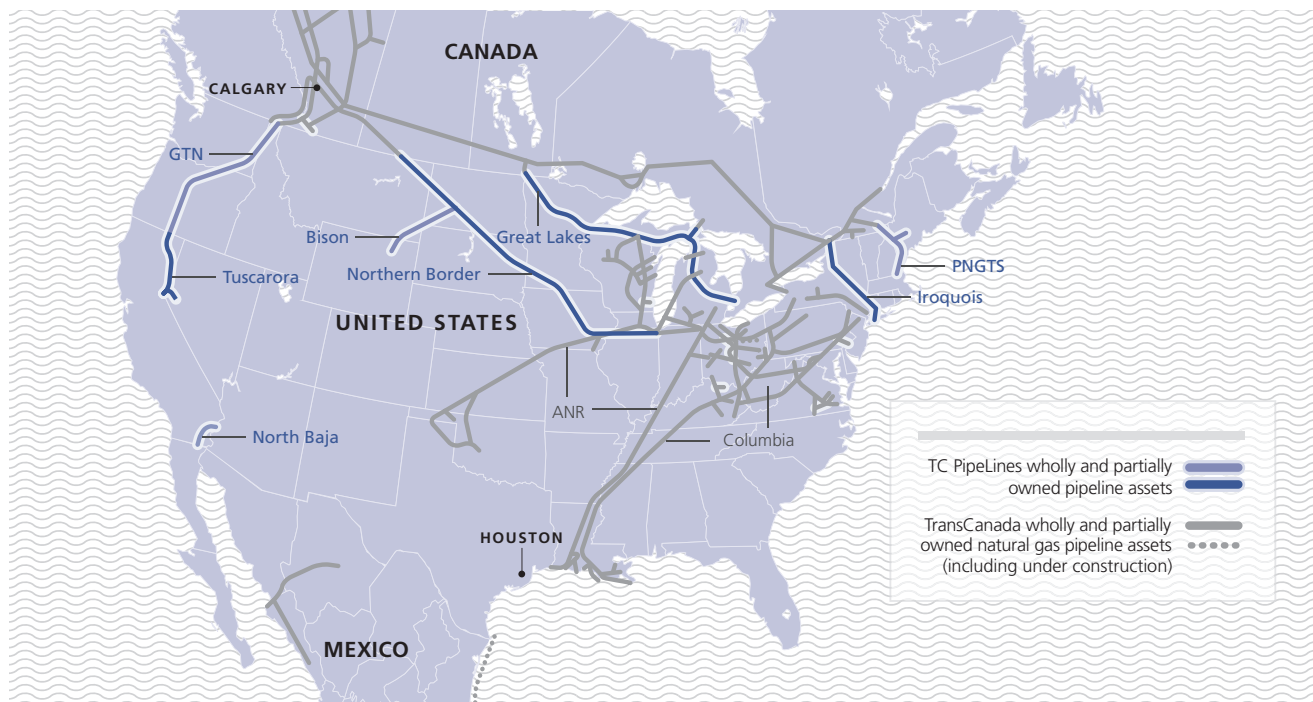 CANADA
CALGARY
GTN
Bison
Great Lakes
Tuscarora
Northern Border
PNGTS
Iroquois
UNITED STATES
ANR
North Baja
Columbia
HOUSTON
MEXICO
TC PipeLines wholly and partially
owned pipeline assets
TransCanada wholly and partially
owned natural gas pipeline assets
(including under construction)